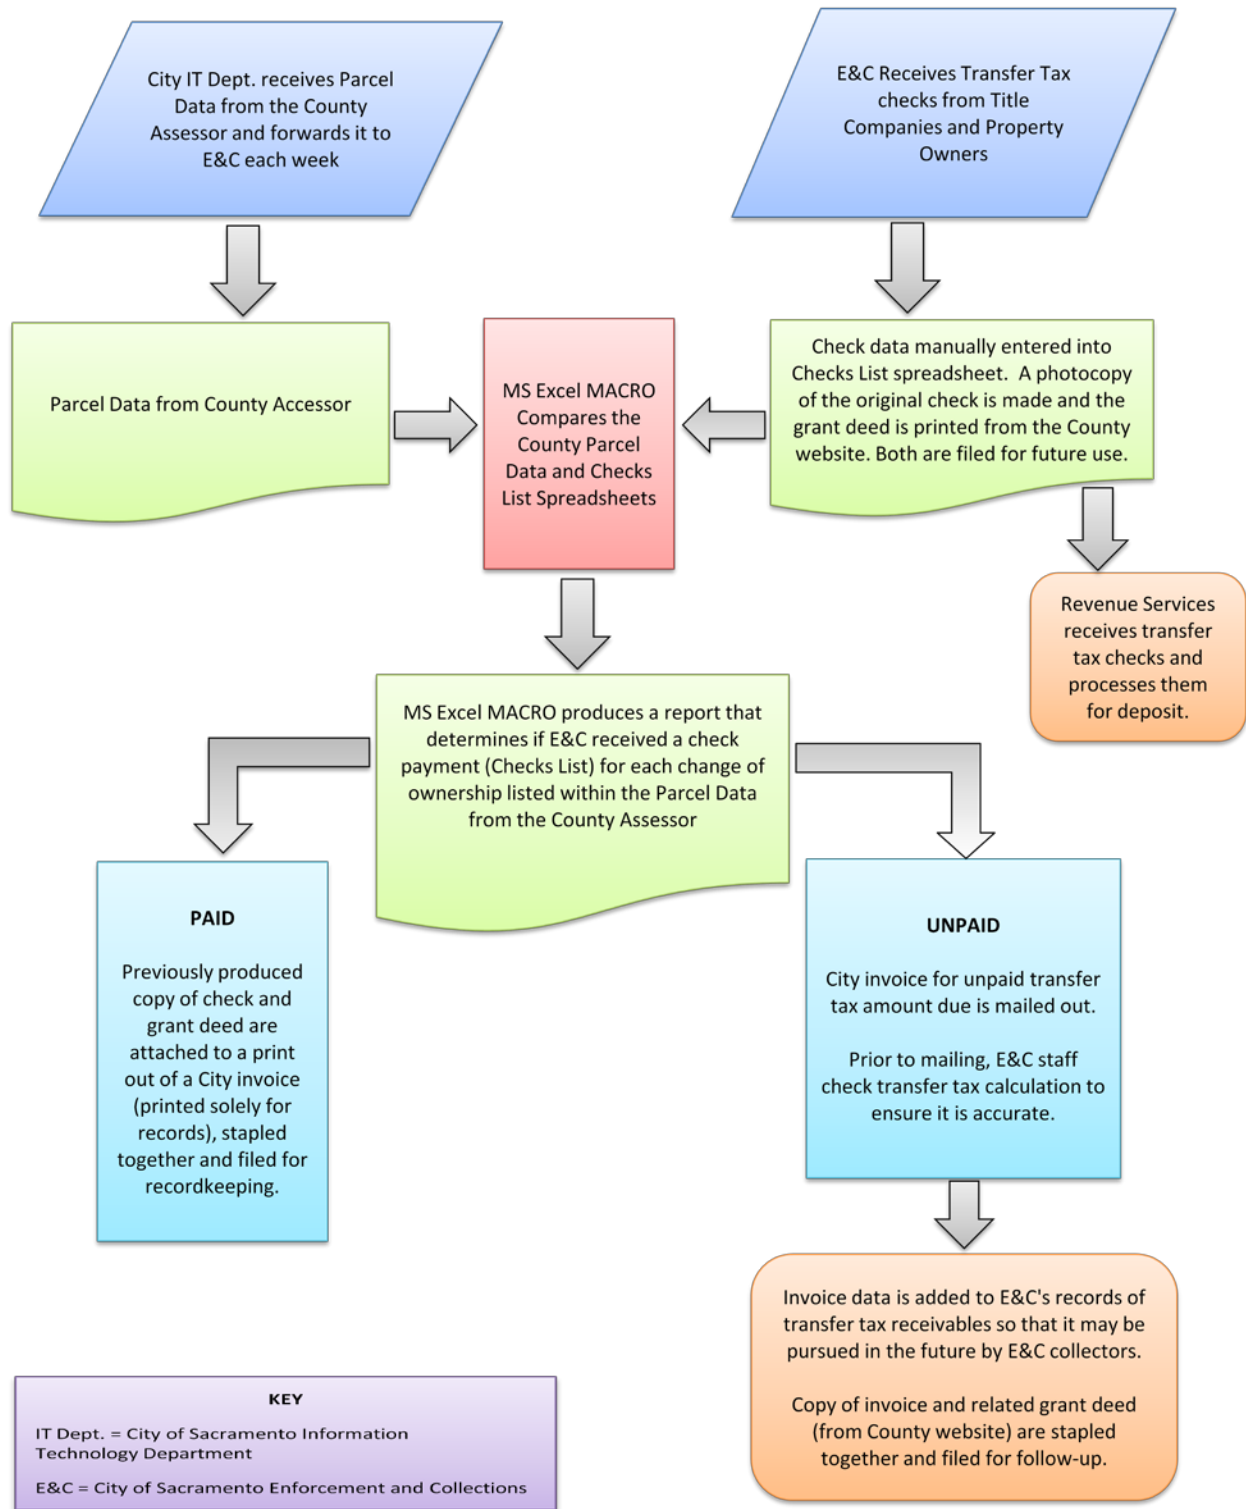 City IT Dept. receives Parcel
Data from the County
Assessor and forwards it to
E&C each week
E&C Receives Transfer Tax
checks from Title
Companies and Property
Owners
Parcel Data from County Accessor
MS Excel MACRO
Compares the
County Parcel
Data and Checks
List Spreadsheets
Check data manually entered into
Checks List spreadsheet. A photocopy
of the original check is made and the
grant deed is printed from the County
website. Both are filed for future use.
Revenue Services
receives transfer
tax checks and
processes them
for deposit.
MS Excel MACRO produces a report that
determines if E&C received a check
payment (Checks List) for each change of
ownership listed within the Parcel Data
from the County Assessor
PAID
Previously produced
copy of check and
grant deed are
attached to a print
out of a City invoice
(printed solely for
records), stapled
together and filed for
recordkeeping.
UNPAID
City invoice for unpaid transfer
tax amount due is mailed out.
Prior to mailing, E&C staff
check transfer tax calculation to
ensure it is accurate.
Invoice data is added to E&C's records of
transfer tax receivables so that it may be
pursued in the future by E&C collectors.
Copy of invoice and related grant deed
(from County website) are stapled
together and filed for follow-up.
KEY
IT Dept. = City of Sacramento Information
Technology Department
E&C = City of Sacramento Enforcement and Collections